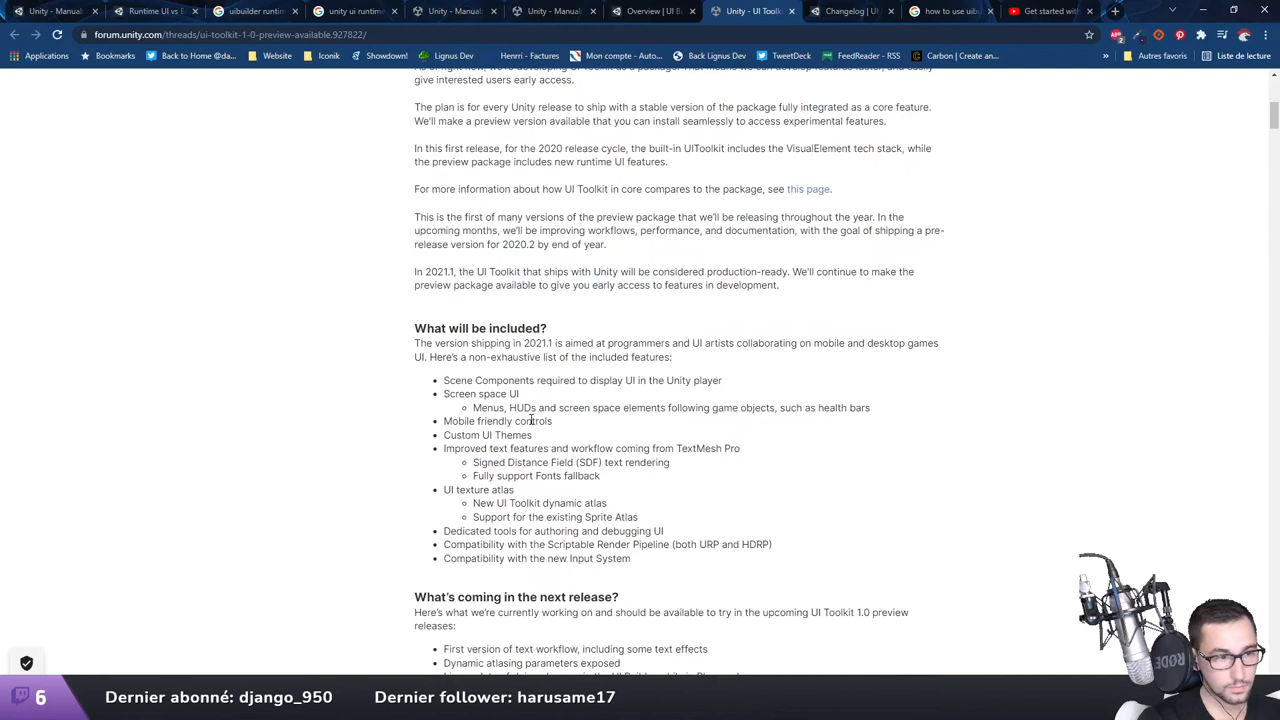 Unity - Manua
Runtime UI vs E
uibuilder runtim
unity ui runtim
Unity - Manua
Unity - Manua
Overview | UI B
Unity - UI Tool
Changelog | UI
how to use uib
Get started wit
forum.unity.com/threads/ui-toolkit-1-0-preview-available.927822/
Applications
Bookmarks
Back to Home @da...
Website
Iconik
Showsen!
Lignus Dev
Henrri - Factures
Mon compte - Auto...
Back Lignus Dev
TweetDeck
FeedReader - RSS
Carbon | Create an...
»
Autres favoris
Liste de lecture
give interested users early access.
The plan is for every Unity release to ship with a stable version of the package fully integrated as a core feature.
We'll make a preview version available that you can install seamlessly to access experimental features.
In this first release, for the 2020 release cycle, the built-in UIToolkit includes the VisualElement tech stack, while
the preview package includes new runtime UI features.
For more information about how UI Toolkit in core compares to the package, see this page.
This is the first of many versions of the preview package that we'll be releasing throughout the year. In the
upcoming months, we'll be improving workflows, performance, and documentation, with the goal of shipping a pre-
release version for 2020.2 by end of year.
In 2021.1, the UI Toolkit that ships with Unity will be considered production-ready. We'll continue to make the
preview package available to give you early access to features in development.
What will be included?
The version shipping in 2021.1 is aimed at programmers and UI artists collaborating on mobile and desktop games
UI. Here's a non-exhaustive list of the included features:
Scene Components required to display UI in the Unity player
Screen space UI
Menus, HUDs and screen space elements following game objects, such as health bars
Mobile friendly controls
Custom UI Themes
Improved text features and workflow coming from TextMesh Pro
Signed Distance Field (SDF) text rendering
Fully support Fonts fallback
UI texture atlas
New UI Toolkit dynamic atlas
Support for the existing Sprite Atlas
Dedicated tools for authoring and debugging UI
Compatibility with the Scriptable Render Pipeline (both URP and HDRP)
Compatibility with the new Input System
What's coming in the next release?
Here's what we're currently working on and should be available to try in the upcoming UI Toolkit 1.0 preview
releases:
First version of text workflow, including some text effects
Dynamic atlasing parameters exposed
6
Dernier abonné: django_950
Dernier follower: harusame17